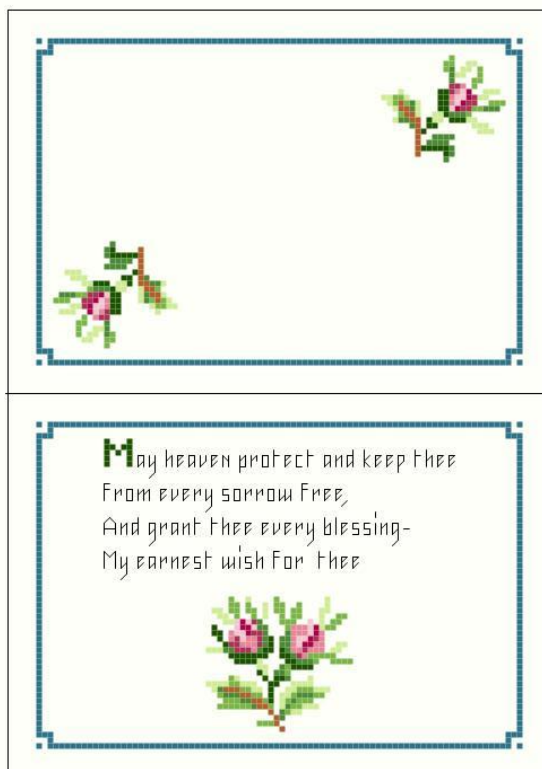 May heaven protect and keep thee
From every sorrow free,
And grant thee every blessing-
My earnest wish for thee